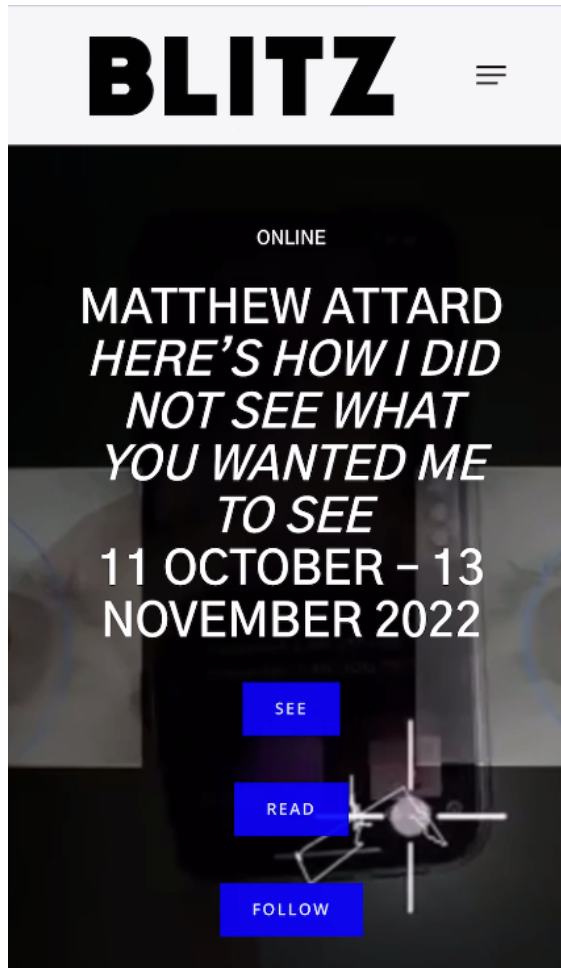 BLITZ
ONLINE
MATTHEW ATTARD
HERE’S HOW I DID
NOT SEE WHAT
YOU WANTED ME
TO SEE
11 OCTOBER – 13
NOVEMBER 2022
SEE
READ
FOLLOW